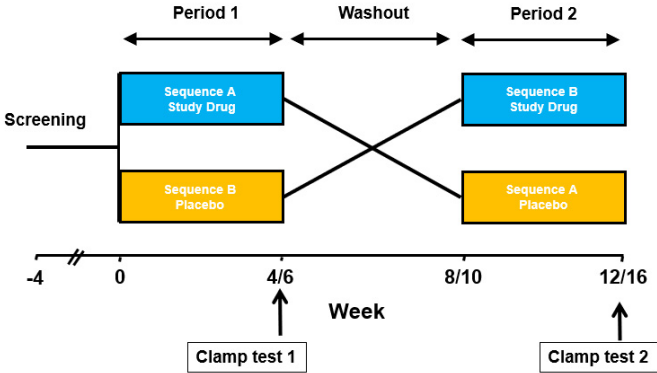 Period 1
Washout
Period 2
Sequence A
Study Drug
Sequence B
Study Drug
Screening
Sequence B
Placebo
Sequence A
Placebo
-4
0
4/6
8/10
12/16
Week
Clamp test 1
Clamp test 2